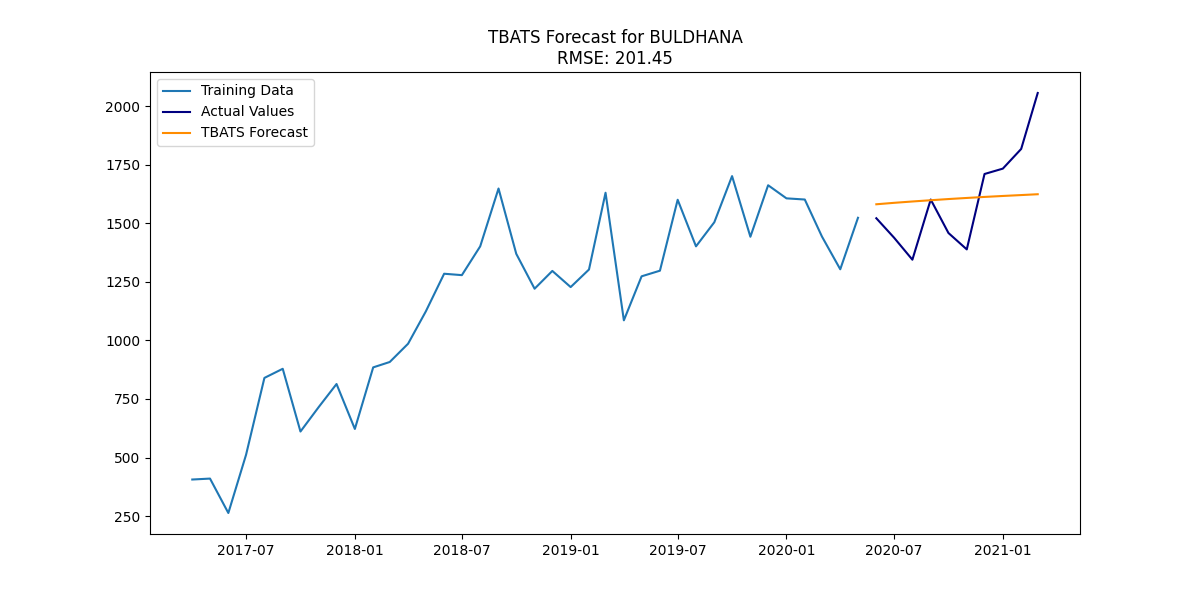 TBATS Forecast for BULDHANA
RMSE: 201.45
Training Data
Actual Values
TBATS Forecast
2000
1750
1500
1250
1000
750
500
250
2017-07 2018-01 2018-07 2019-01 2019-07 2020-01 2020-07 2021-01